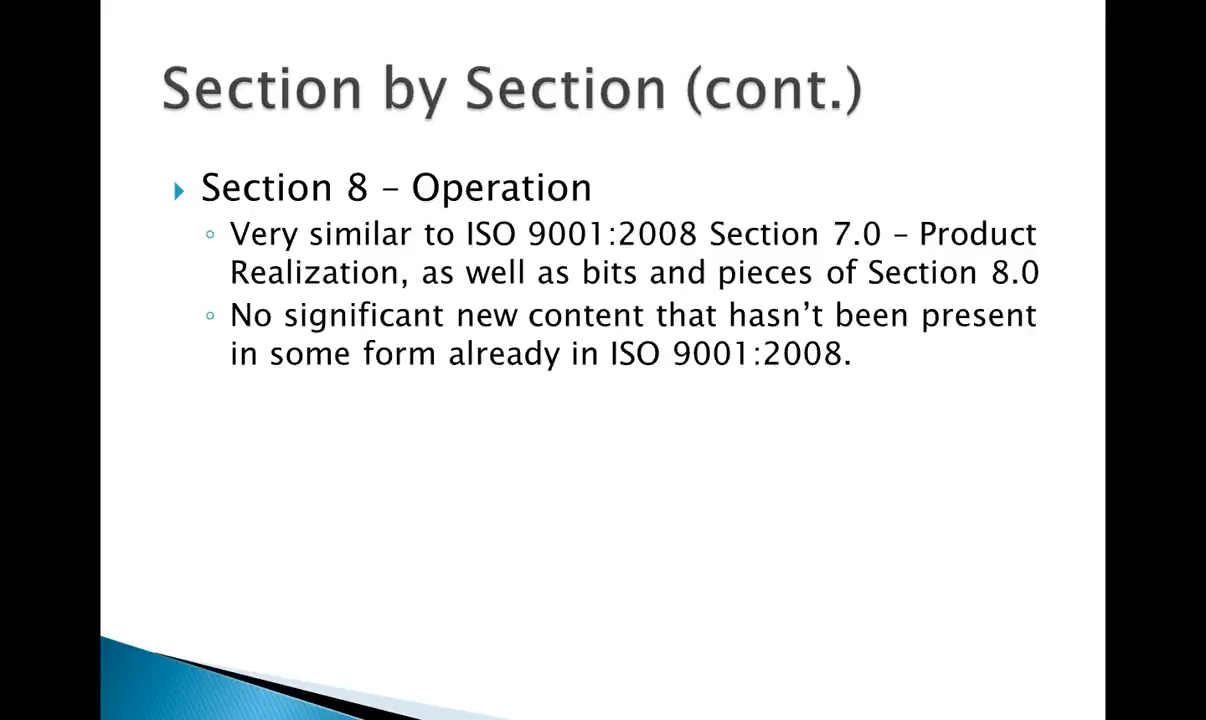 Section by Section (cont.)
Section 8 – Operation
Very similar to ISO 9001:2008 Section 7.0 – Product
Realization, as well as bits and pieces of Section 8.0
No significant new content that hasn’t been present
in some form already in ISO 9001:2008.